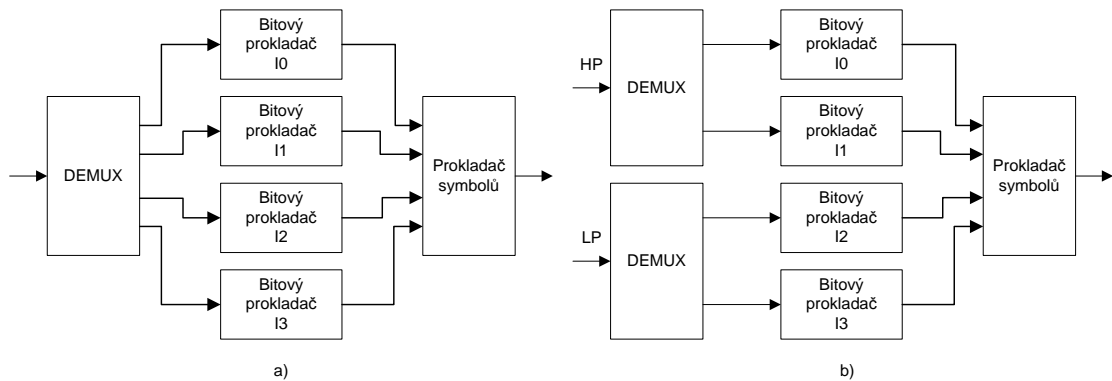 Bitový
prokladač
I0
Bitový
prokladač
I1
DEMUX
Prokladač
symbolů
Bitový
prokladač
I2
Bitový
prokladač
I3
a)
HP
DEMUX
Bitový
prokladač
I0
Bitový
prokladač
I1
Prokladač
symbolů
LP
DEMUX
Bitový
prokladač
I2
Bitový
prokladač
I3
b)